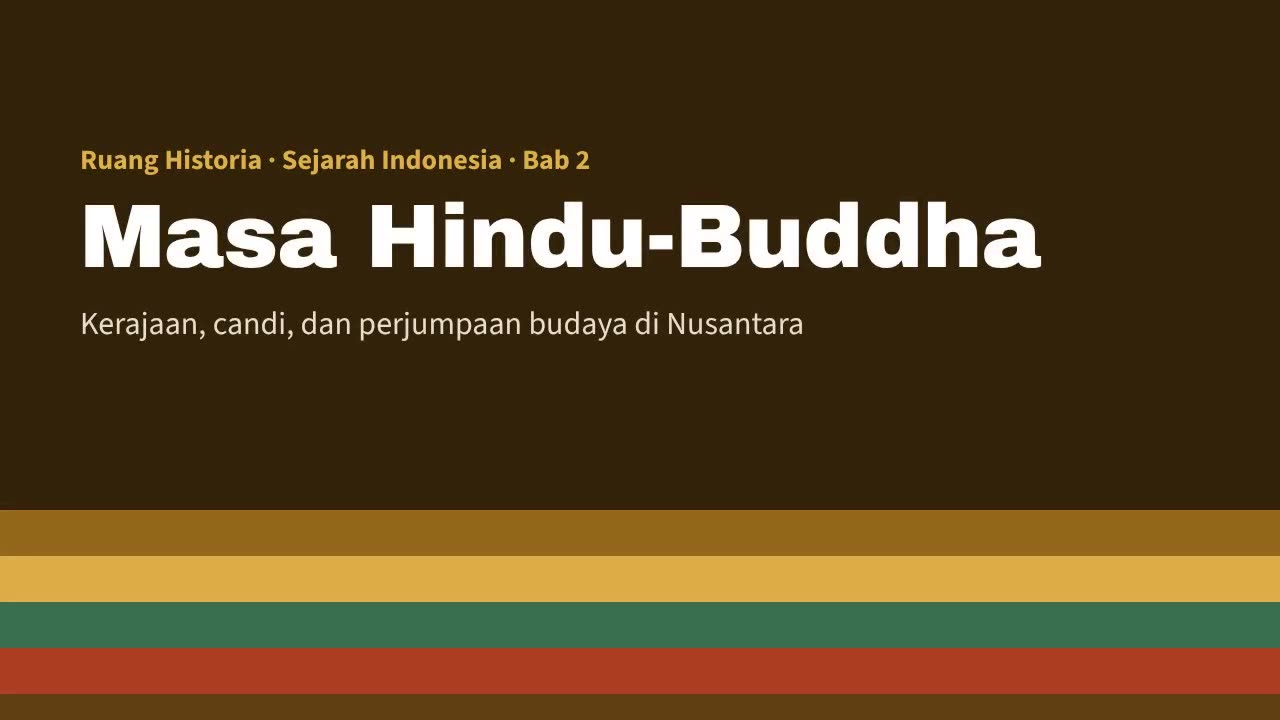 Ruang Historia · Sejarah Indonesia · Bab 2
Masa Hindu-Buddha
Kerajaan, candi, dan perjumpaan budaya di Nusantara